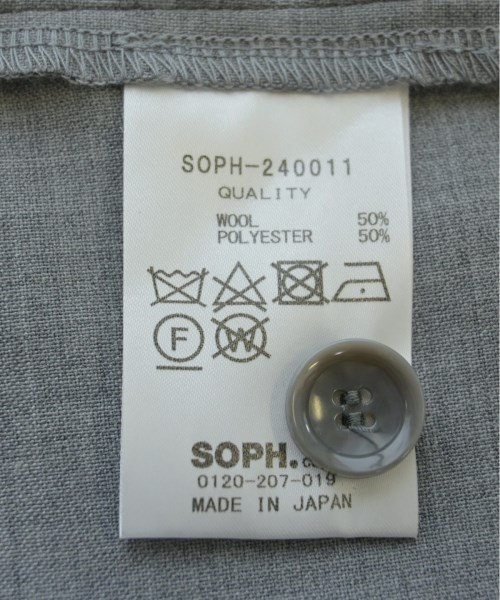 SOPH-240011
QUALITY
WOOL 50%
POLYESTER 50%
F W
SOPH.
0120-207-019
MADE IN JAPAN